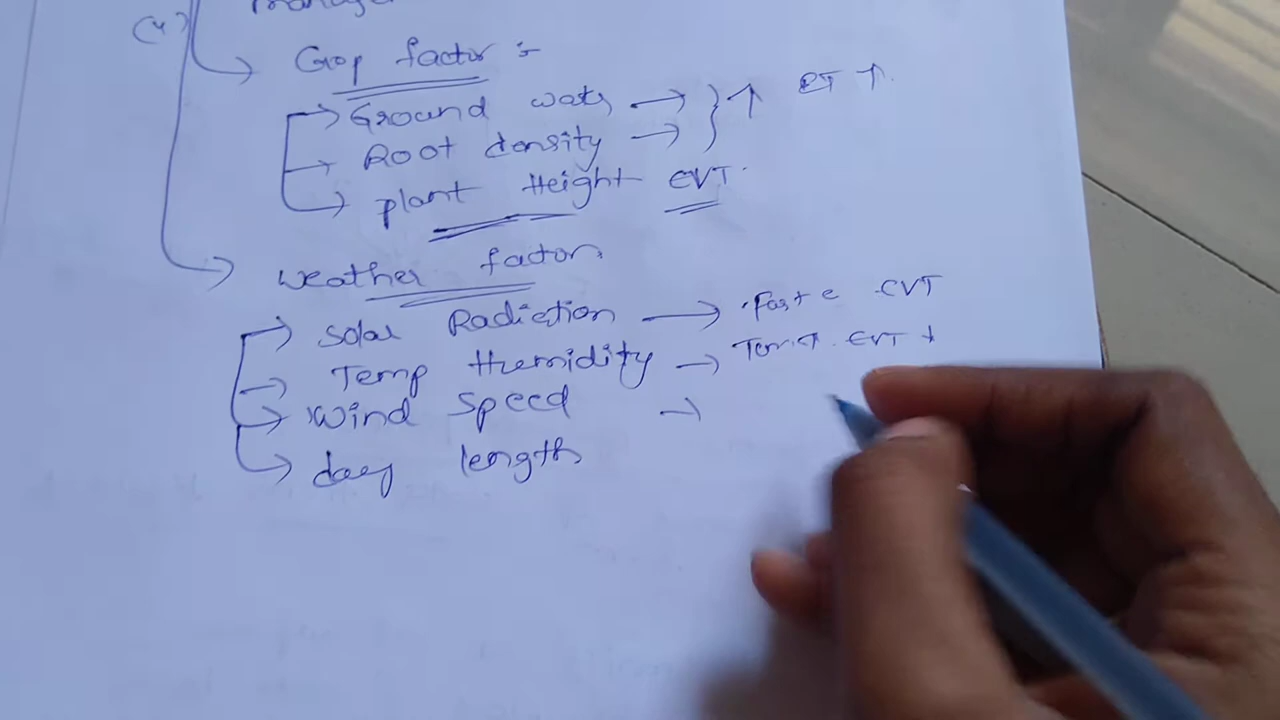 (4)
Crop factor :-
Ground water → } ↑ ET ↑
Root density →
plant Height EVT.
Weather factor
Solar Radiation → Faste EVT
Temp Humidity → EVT ↓
Wind speed →
day length